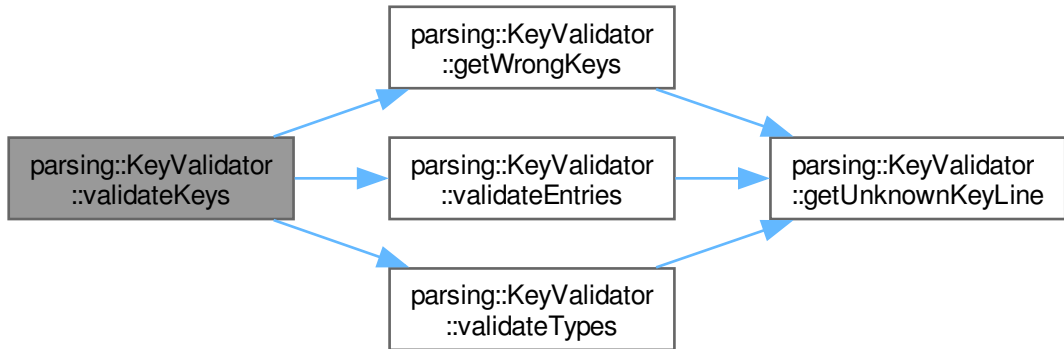 parsing::KeyValidator
::getWrongKeys
parsing::KeyValidator
::validateKeys
parsing::KeyValidator
::validateEntries
parsing::KeyValidator
::getUnknownKeyLine
parsing::KeyValidator
::validateTypes